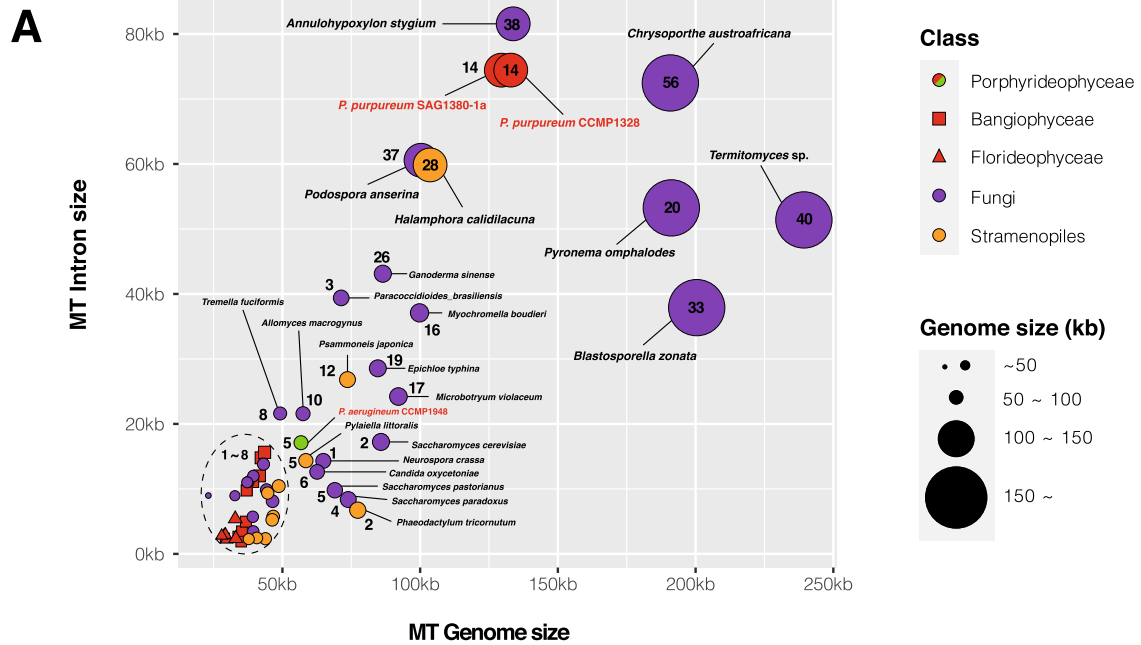 A
80kb
60kb
40kb
20kb
0kb
50kb
100kb
150kb
200kb
250kb
MT Intron size
MT Genome size
Annulohypoxylon stygium
38
Chrysoporthe austroafricana
56
14
14
P. purpureum SAG1380-1a
P. purpureum CCMP1328
37
28
Podospora anserina
Halamphora calidilacuna
Termitomyces sp.
40
20
Pyronema omphalodes
33
Blastosporella zonata
26
Ganoderma sinense
3
Paracoccidioides_brasiliensis
16
Myochromella boudieri
Tremella fuciformis
8
Allomyces macrogynus
10
Psammoneis japonica
12
19
Epichloe typhina
17
Microbotryum violaceum
P. aerugineum CCMP1948
5
Pylaiella littoralis
5
2
Saccharomyces cerevisiae
1
Neurospora crassa
6
Candida oxycetoniae
5
Saccharomyces pastorianus
4
Saccharomyces paradoxus
2
Phaeodactylum tricornutum
1~8
Class
Porphyrideophyceae
Bangiophyceae
Florideophyceae
Fungi
Stramenopiles
Genome size (kb)
~50
50 ~ 100
100 ~ 150
150 ~